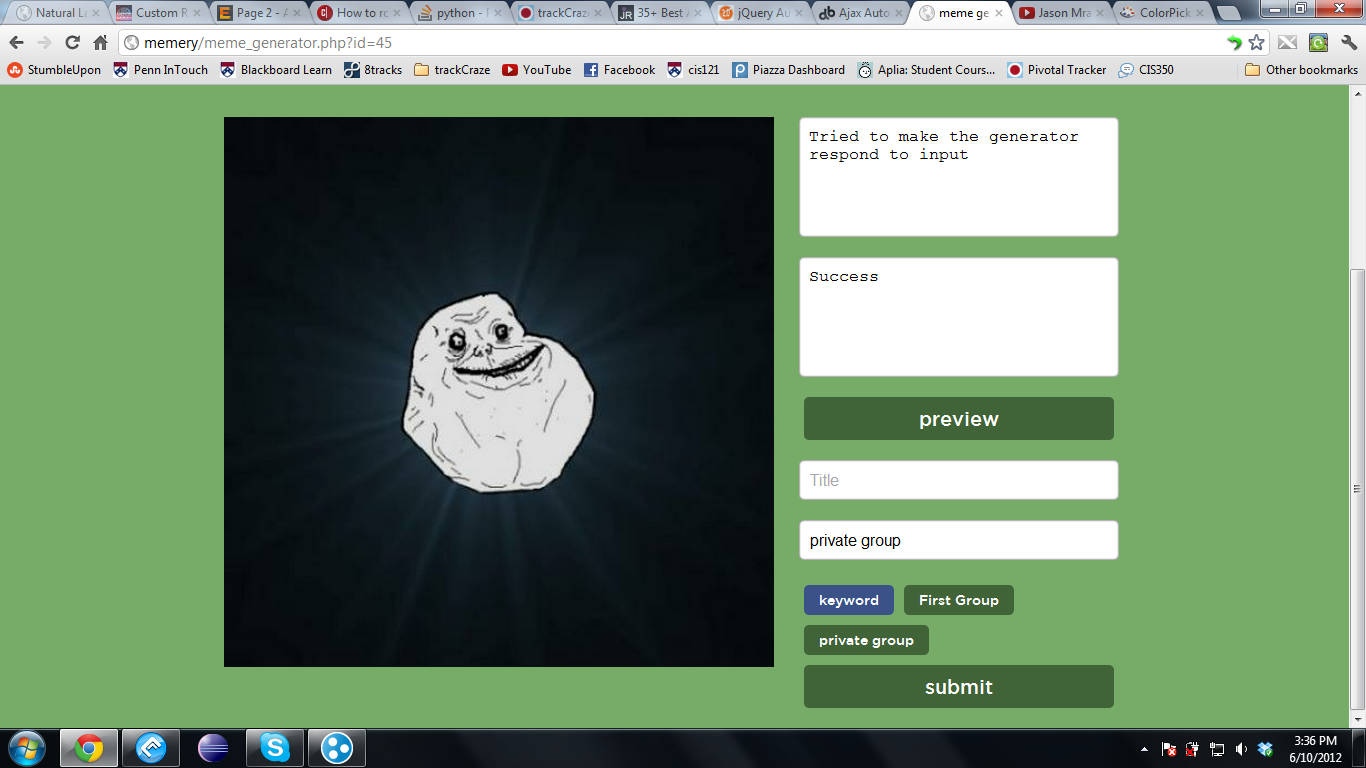 Natural La
Custom R
Page 2 - A
How to ro
python - 
trackCraze
35+ Best 
jQuery Au
Ajax Auto
meme ge
Jason Mra
ColorPick
memery/meme_generator.php?id=45
StumbleUpon
Penn InTouch
Blackboard Learn
8tracks
trackCraze
YouTube
Facebook
cis121
Piazza Dashboard
Aplia: Student Cours...
Pivotal Tracker
CIS350
Other bookmarks
Tried to make the generator
respond to input
Success
preview
Title
private group
keyword
First Group
private group
submit
3:36 PM
6/10/2012